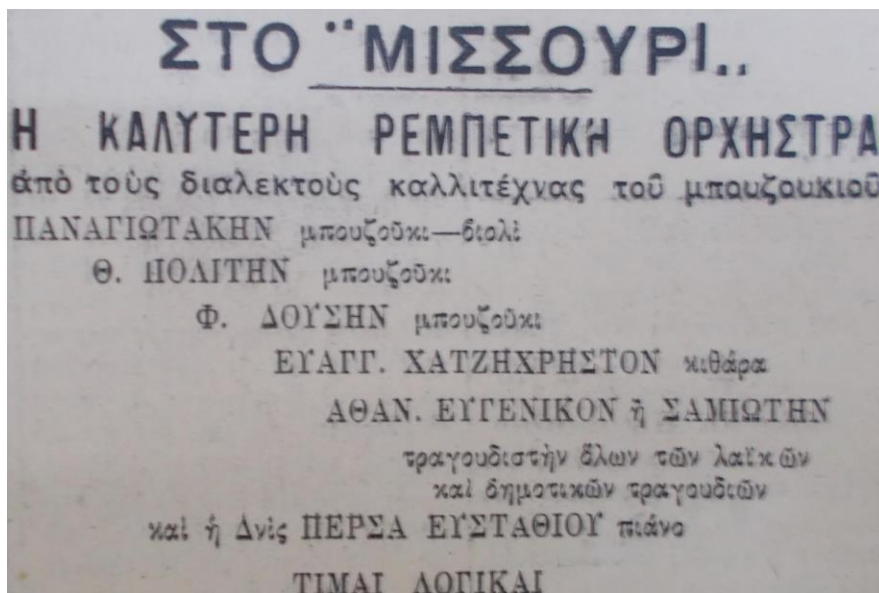 ΣΤΟ "ΜΙΣΣΟΥΡΙ„
Η ΚΑΛΥΤΕΡΗ ΡΕΜΠΕΤΙΚΗ ΟΡΧΗΣΤΡΑ
ἀπὸ τοὺς διαλεκτοὺς καλλιτέχνας τοῦ μπουζουκιοῦ
ΠΑΝΑΓΙΩΤΑΚΗΝ μπουζοῦκι—βιολὶ
Θ. ΠΟΛΙΤΗΝ μπουζοῦκι
Φ. ΔΟΥΣΗΝ μπουζοῦκι
ΕΥΑΓΓ. ΧΑΤΖΗΧΡΗΣΤΟΝ κιθάρα
ΑΘΑΝ. ΕΥΓΕΝΙΚΟΝ ἢ ΣΑΜΙΩΤΗΝ
τραγουδιστὴν ὅλων τῶν λαϊκῶν
καὶ δημοτικῶν τραγουδιῶν
καὶ ἡ Δνὶς ΠΕΡΣΑ ΕΥΣΤΑΘΙΟΥ πιάνο
ΤΙΜΑΙ ΛΟΓΙΚΑΙ